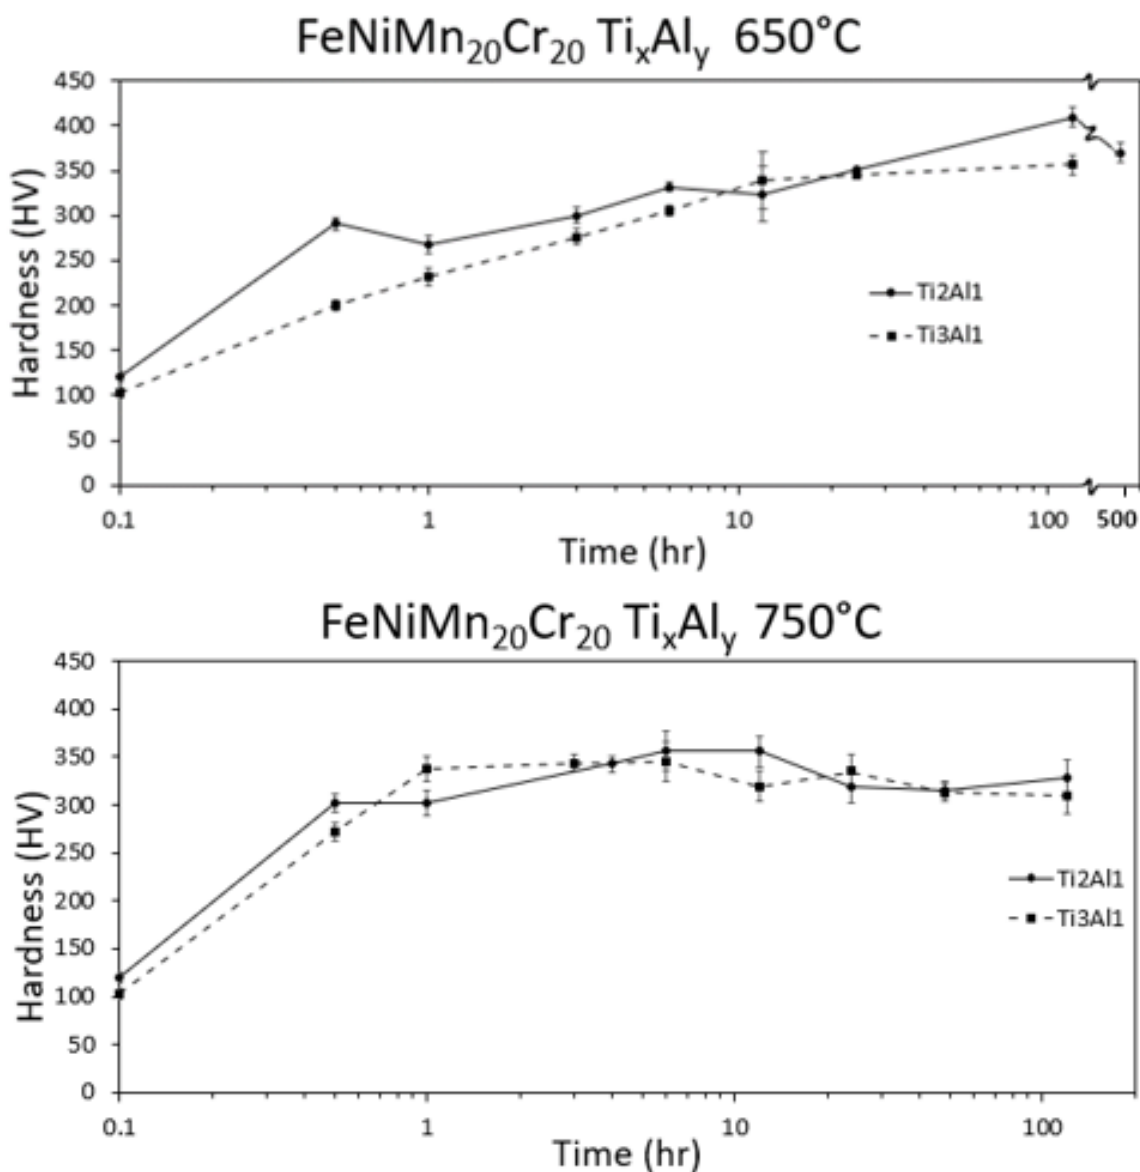 FeNiMn₂₀Cr₂₀ TiₓAlᵧ 650°C
450
400
350
300
250
200
150
100
50
0
Hardness (HV)
Ti2Al1
Ti3Al1
0.1 1 10 100 500
Time (hr)
FeNiMn₂₀Cr₂₀ TiₓAlᵧ 750°C
450
400
350
300
250
200
150
100
50
0
Hardness (HV)
Ti2Al1
Ti3Al1
0.1 1 10 100
Time (hr)